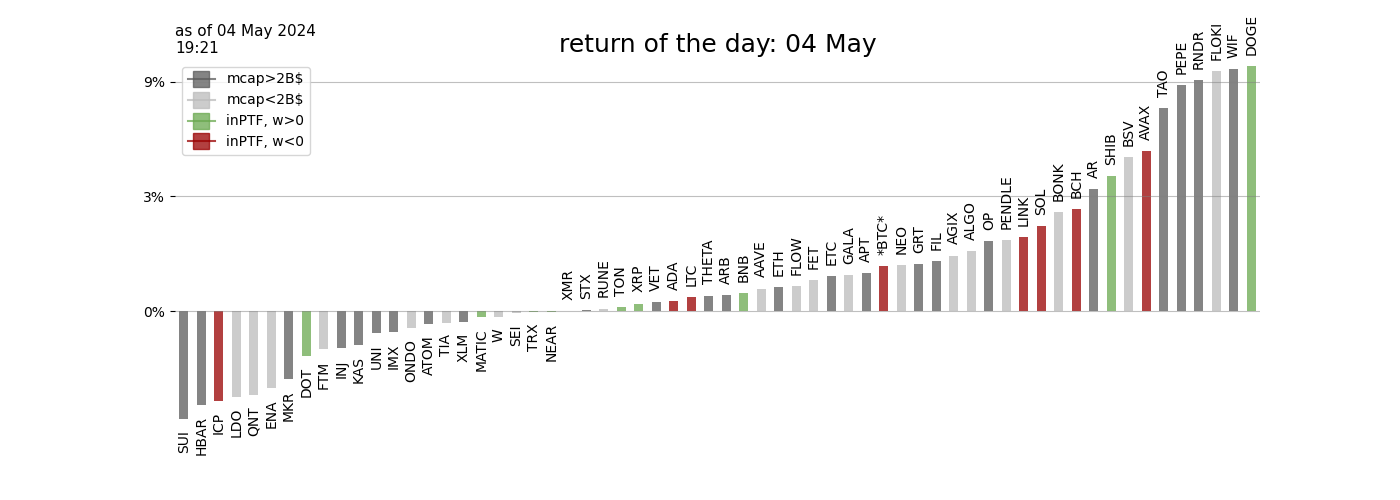 as of 04 May 2024
19:21
return of the day: 04 May
mcap>2B$
mcap<2B$
inPTF, w>0
inPTF, w<0
9%
3%
0%
SUI
HBAR
ICP
LDO
QNT
ENA
MKR
DOT
FTM
INJ
KAS
UNI
IMX
ONDO
ATOM
TIA
XLM
MATIC
W
SEI
TRX
NEAR
XMR
STX
RUNE
TON
XRP
VET
ADA
LTC
THETA
ARB
BNB
AAVE
ETH
FLOW
FET
ETC
GALA
APT
*BTC*
NEO
GRT
FIL
AGIX
ALGO
OP
PENDLE
LINK
SOL
BONK
BCH
AR
SHIB
BSV
AVAX
TAO
PEPE
RNDR
FLOKI
WIF
DOGE